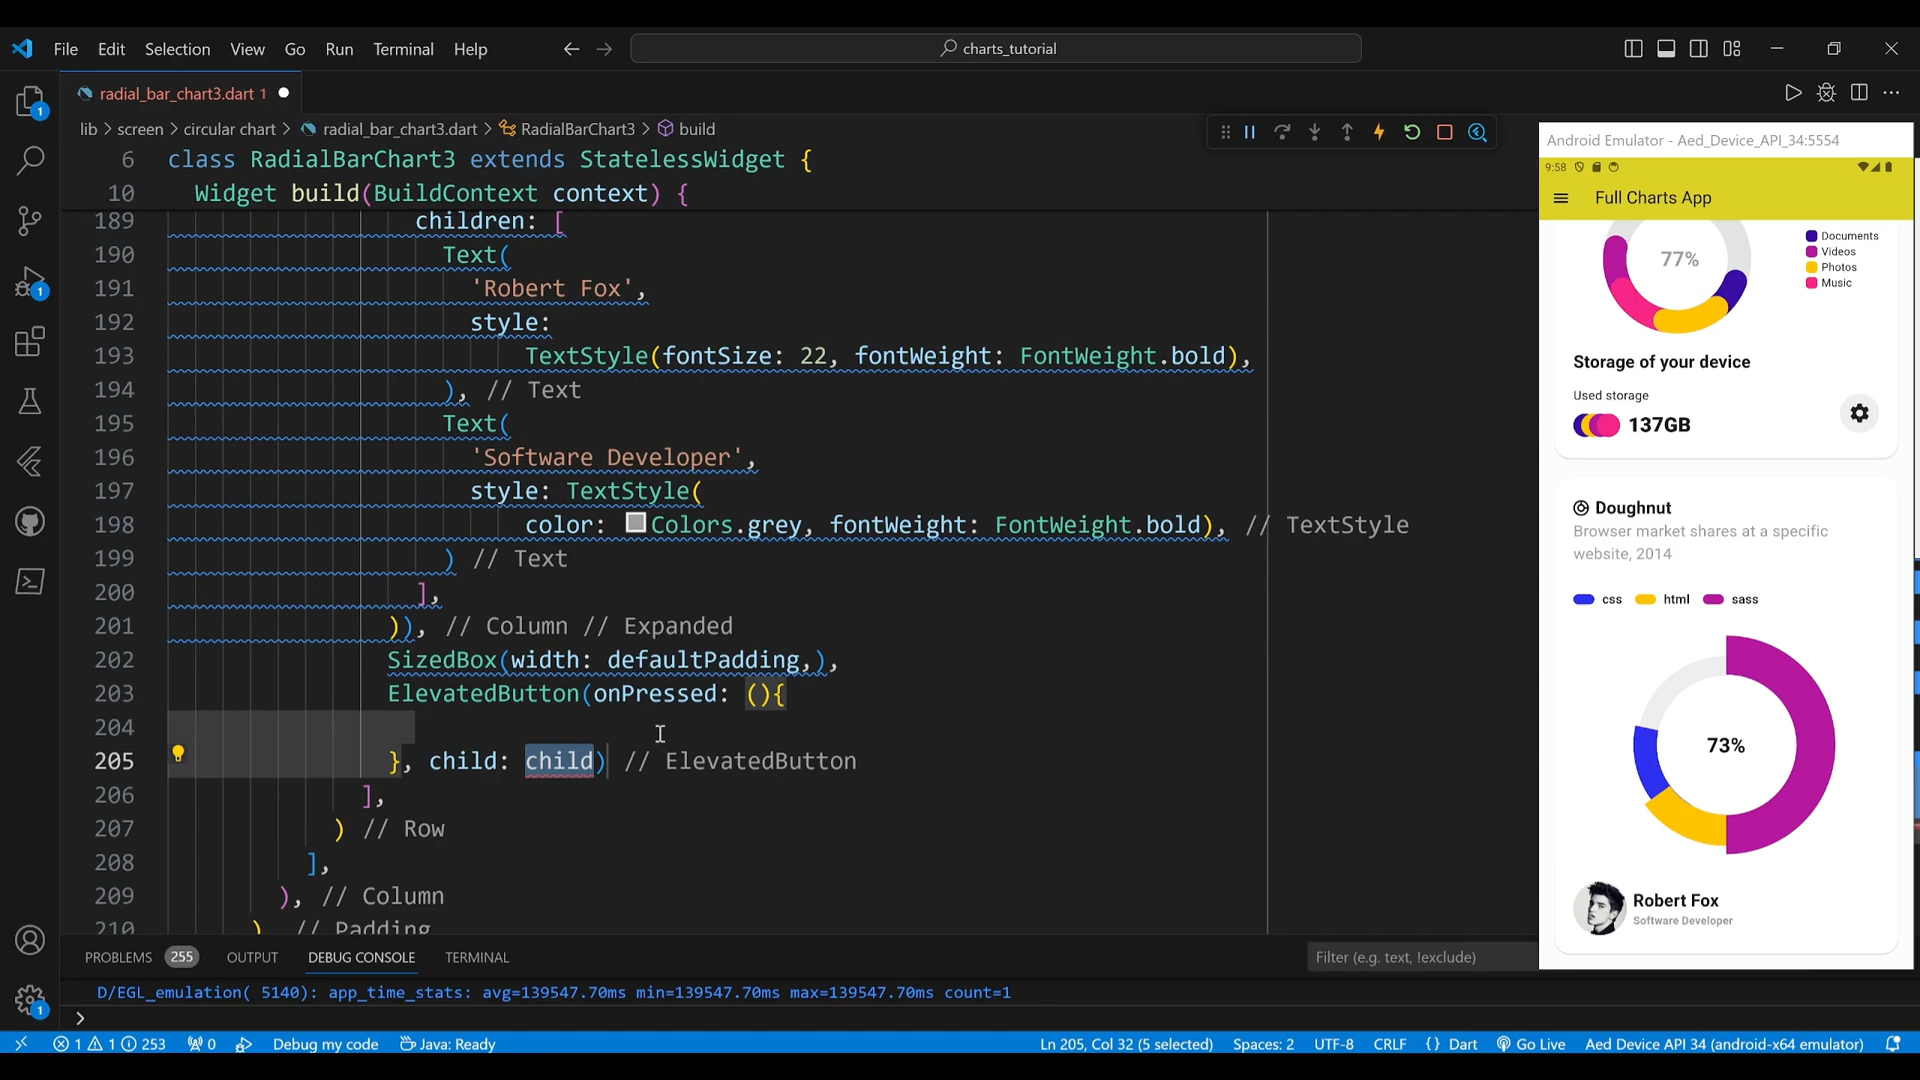 File Edit Selection View Go Run Terminal Help
charts_tutorial
radial_bar_chart3.dart 1
lib > screen > circular chart > radial_bar_chart3.dart > RadialBarChart3 > build
6 class RadialBarChart3 extends StatelessWidget {
10 Widget build(BuildContext context) {
189 children: [
190 Text(
191 'Robert Fox',
192 style:
193 TextStyle(fontSize: 22, fontWeight: FontWeight.bold),
194 ), // Text
195 Text(
196 'Software Developer',
197 style: TextStyle(
198 color: Colors.grey, fontWeight: FontWeight.bold), // TextStyle
199 ) // Text
200 ],
201 )), // Column // Expanded
202 SizedBox(width: defaultPadding,),
203 ElevatedButton(onPressed: (){
204
205 }, child: child) // ElevatedButton
206 ],
207 ) // Row
208 ],
209 ), // Column
210 ) // Padding
PROBLEMS 255 OUTPUT DEBUG CONSOLE TERMINAL
Filter (e.g. text, !exclude)
D/EGL_emulation( 5140): app_time_stats: avg=139547.70ms min=139547.70ms max=139547.70ms count=1
>
1 1 253 0 Debug my code Java: Ready
Ln 205, Col 32 (5 selected) Spaces: 2 UTF-8 CRLF {} Dart Go Live Aed Device API 34 (android-x64 emulator)
1
1
1
Android Emulator - Aed_Device_API_34:5554
9:58
Full Charts App
77%
Documents
Videos
Photos
Music
Storage of your device
Used storage
137GB
Doughnut
Browser market shares at a specific
website, 2014
css html sass
73%
Robert Fox
Software Developer